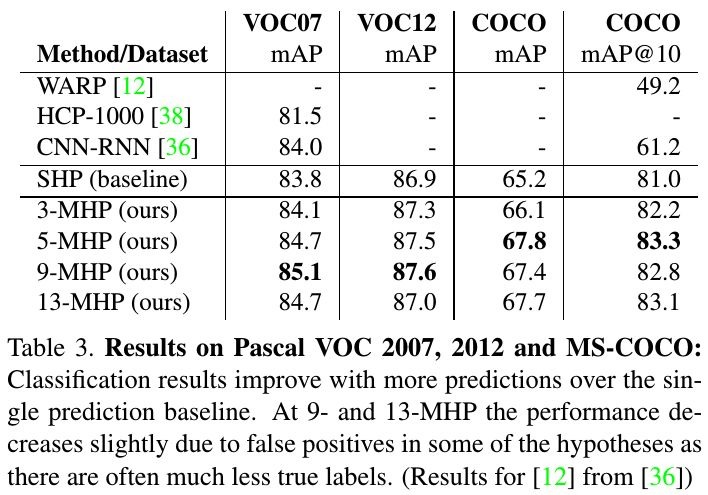 VOC07 VOC12 COCO COCO
Method/Dataset mAP mAP mAP mAP@10
WARP [12] - - - 49.2
HCP-1000 [38] 81.5 - - -
CNN-RNN [36] 84.0 - - 61.2
SHP (baseline) 83.8 86.9 65.2 81.0
3-MHP (ours) 84.1 87.3 66.1 82.2
5-MHP (ours) 84.7 87.5 67.8 83.3
9-MHP (ours) 85.1 87.6 67.4 82.8
13-MHP (ours) 84.7 87.0 67.7 83.1
Table 3. Results on Pascal VOC 2007, 2012 and MS-COCO:
Classification results improve with more predictions over the sin-
gle prediction baseline. At 9- and 13-MHP the performance de-
creases slightly due to false positives in some of the hypotheses as
there are often much less true labels. (Results for [12] from [36])